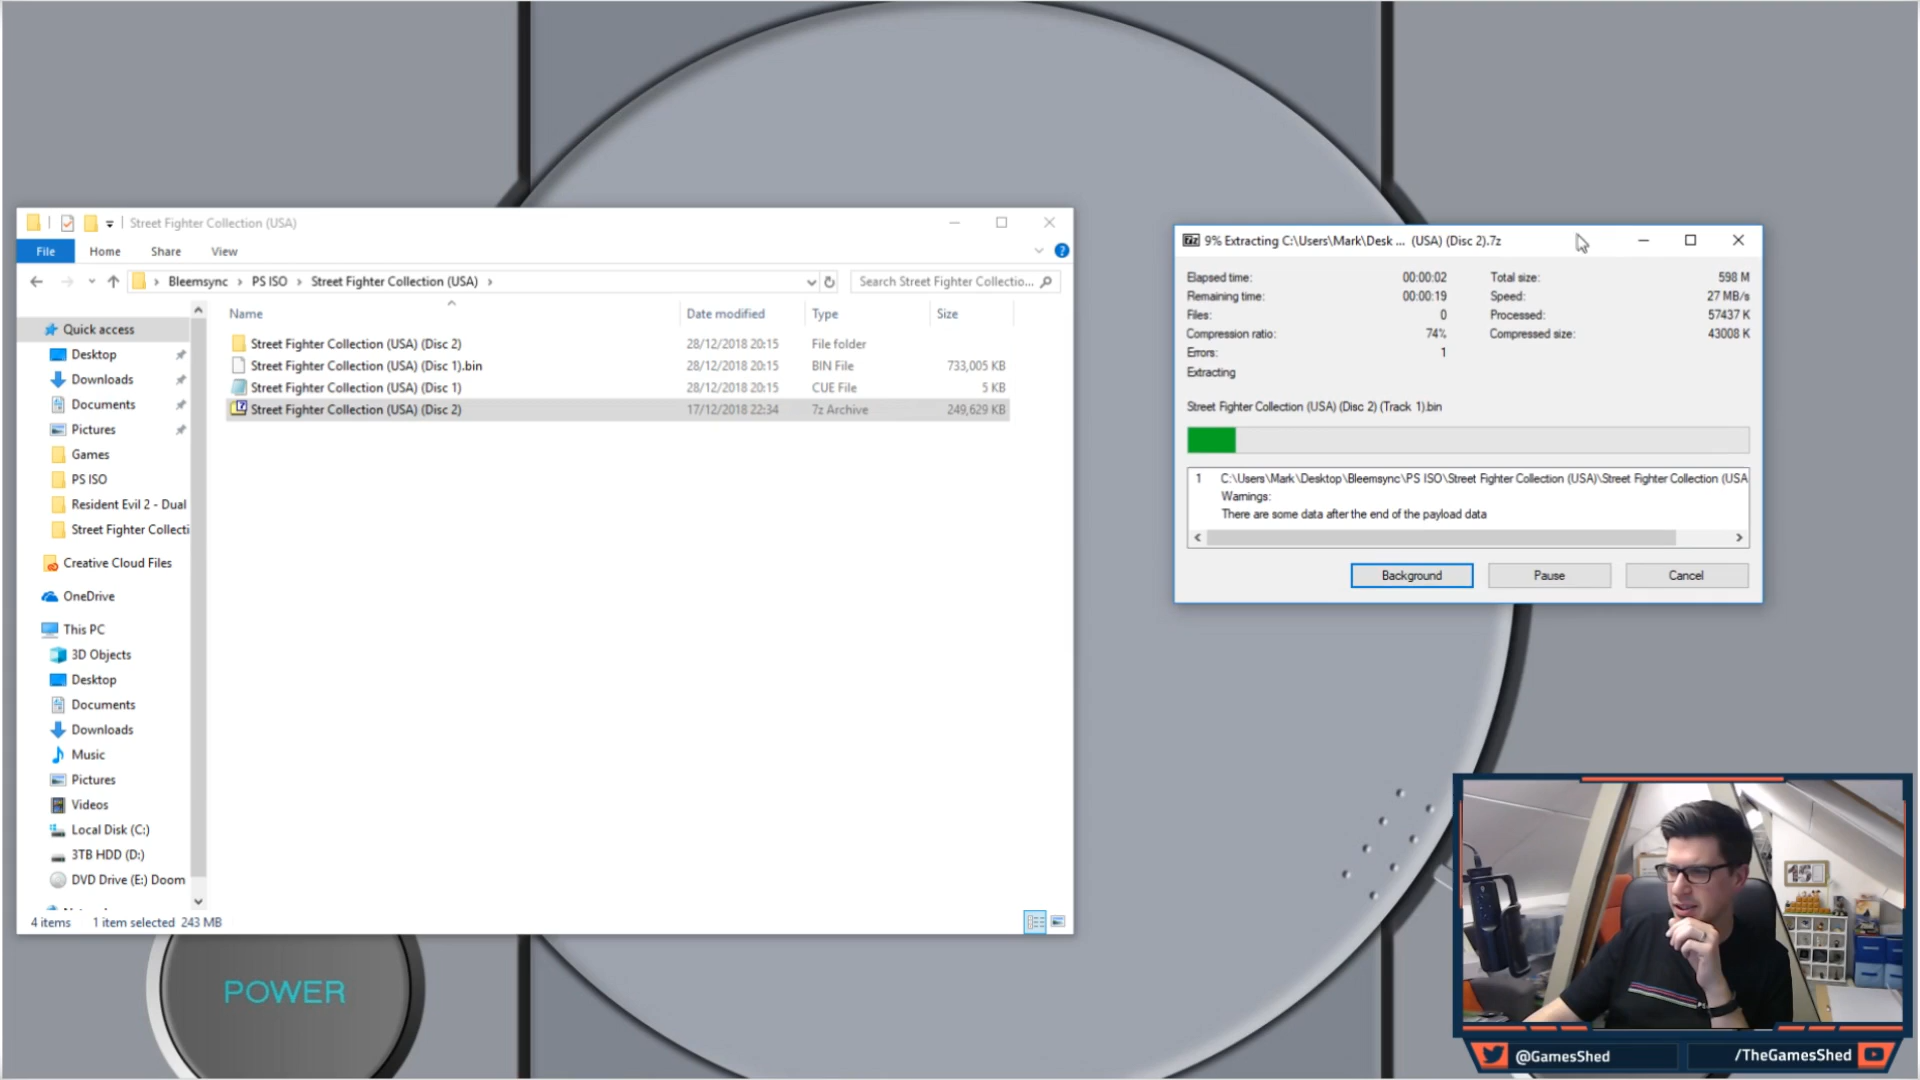 Street Fighter Collection (USA)
File
Home
Share
View
Bleemsync
PS ISO
Street Fighter Collection (USA)
Search Street Fighter Collectio...
Name
Date modified
Type
Size
Street Fighter Collection (USA) (Disc 2)
28/12/2018 20:15
File folder
Street Fighter Collection (USA) (Disc 1).bin
28/12/2018 20:15
BIN File
733,005 KB
Street Fighter Collection (USA) (Disc 1)
28/12/2018 20:15
CUE File
5 KB
Street Fighter Collection (USA) (Disc 2)
17/12/2018 22:34
7z Archive
249,629 KB
Quick access
Desktop
Downloads
Documents
Pictures
Games
PS ISO
Resident Evil 2 - Dual
Street Fighter Collecti
Creative Cloud Files
OneDrive
This PC
3D Objects
Desktop
Documents
Downloads
Music
Pictures
Videos
Local Disk (C:)
3TB HDD (D:)
DVD Drive (E:) Doom
4 items
1 item selected 243 MB
9% Extracting C:\Users\Mark\Desk ... (USA) (Disc 2).7z
Elapsed time: 00:00:02
Total size: 598 M
Remaining time: 00:00:19
Speed: 27 MB/s
Files: 0
Processed: 57437 K
Compression ratio: 74%
Compressed size: 43008 K
Errors: 1
Extracting
Street Fighter Collection (USA) (Disc 2) (Track 1).bin
1 C:\Users\Mark\Desktop\Bleemsync\PS ISO\Street Fighter Collection (USA)\Street Fighter Collection (USA
Warnings:
There are some data after the end of the payload data
Background
Pause
Cancel
POWER
@GamesShed
/TheGamesShed